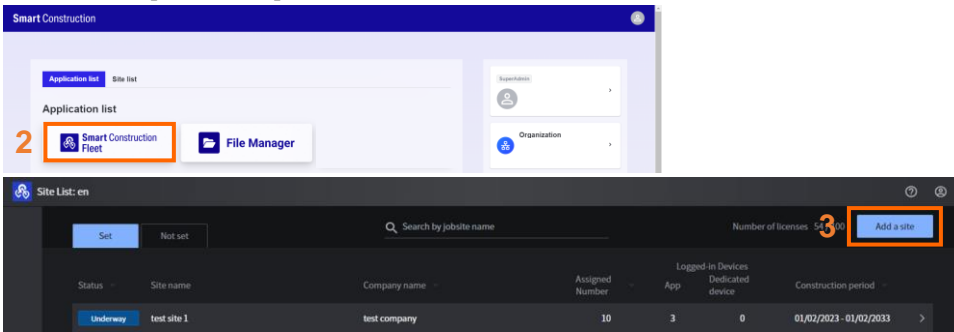 Smart Construction
Application list Site list
SuperAdmin
Application list
2
Smart Construction
Fleet
File Manager
Organization
Site List: en
Set Not set
Search by jobsite name
Number of licenses
3
Add a site
Logged-in Devices
Status Site name Company name Assigned Number App Dedicated device Construction period
Underway test site 1 test company 10 3 0 01/02/2023 - 01/02/2033